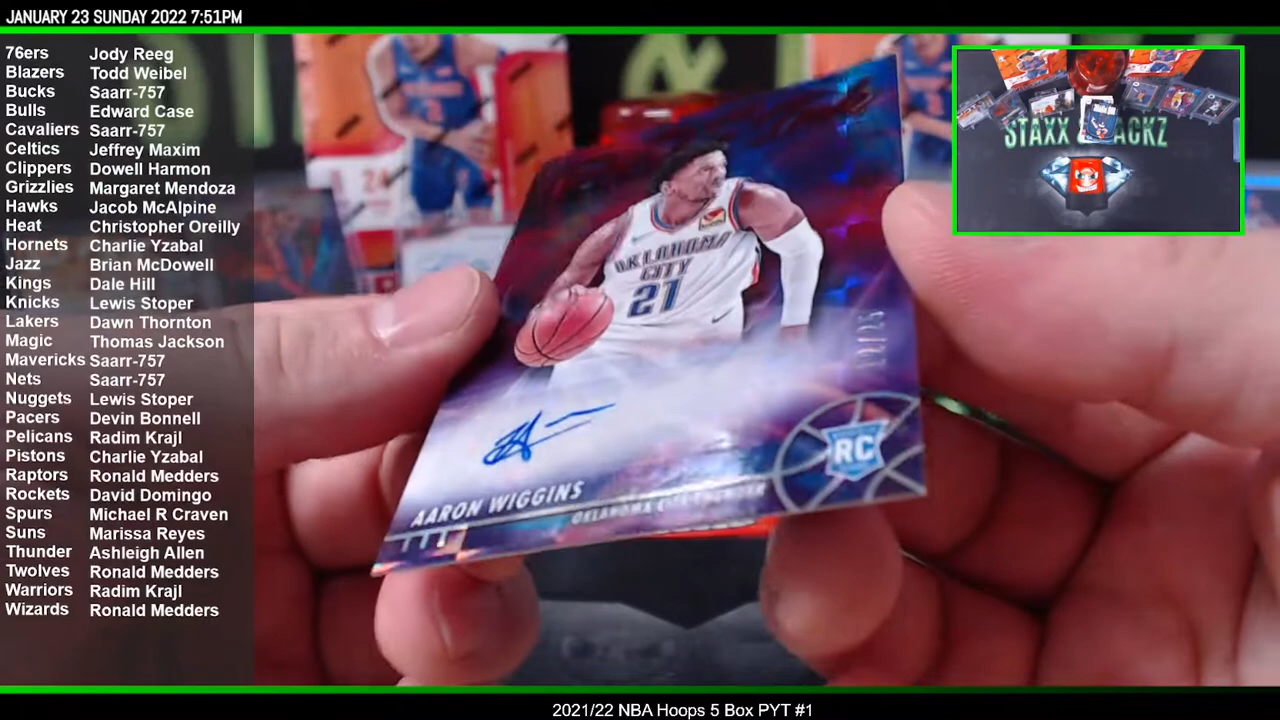 JANUARY 23 SUNDAY 2022 7:51PM
76ers Jody Reeg
Blazers Todd Weibel
Bucks Saarr-757
Bulls Edward Case
Cavaliers Saarr-757
Celtics Jeffrey Maxim
Clippers Dowell Harmon
Grizzlies Margaret Mendoza
Hawks Jacob McAlpine
Heat Christopher Oreilly
Hornets Charlie Yzabal
Jazz Brian McDowell
Kings Dale Hill
Knicks Lewis Stoper
Lakers Dawn Thornton
Magic Thomas Jackson
Mavericks Saarr-757
Nets Saarr-757
Nuggets Lewis Stoper
Pacers Devin Bonnell
Pelicans Radim Krajl
Pistons Charlie Yzabal
Raptors Ronald Medders
Rockets David Domingo
Spurs Michael R Craven
Suns Marissa Reyes
Thunder Ashleigh Allen
Twolves Ronald Medders
Warriors Radim Krajl
Wizards Ronald Medders
OKLAHOMA
CITY
21
RC
AARON WIGGINS
OKLAHOMA CITY THUNDER
STAXX
2021/22 NBA Hoops 5 Box PYT #1